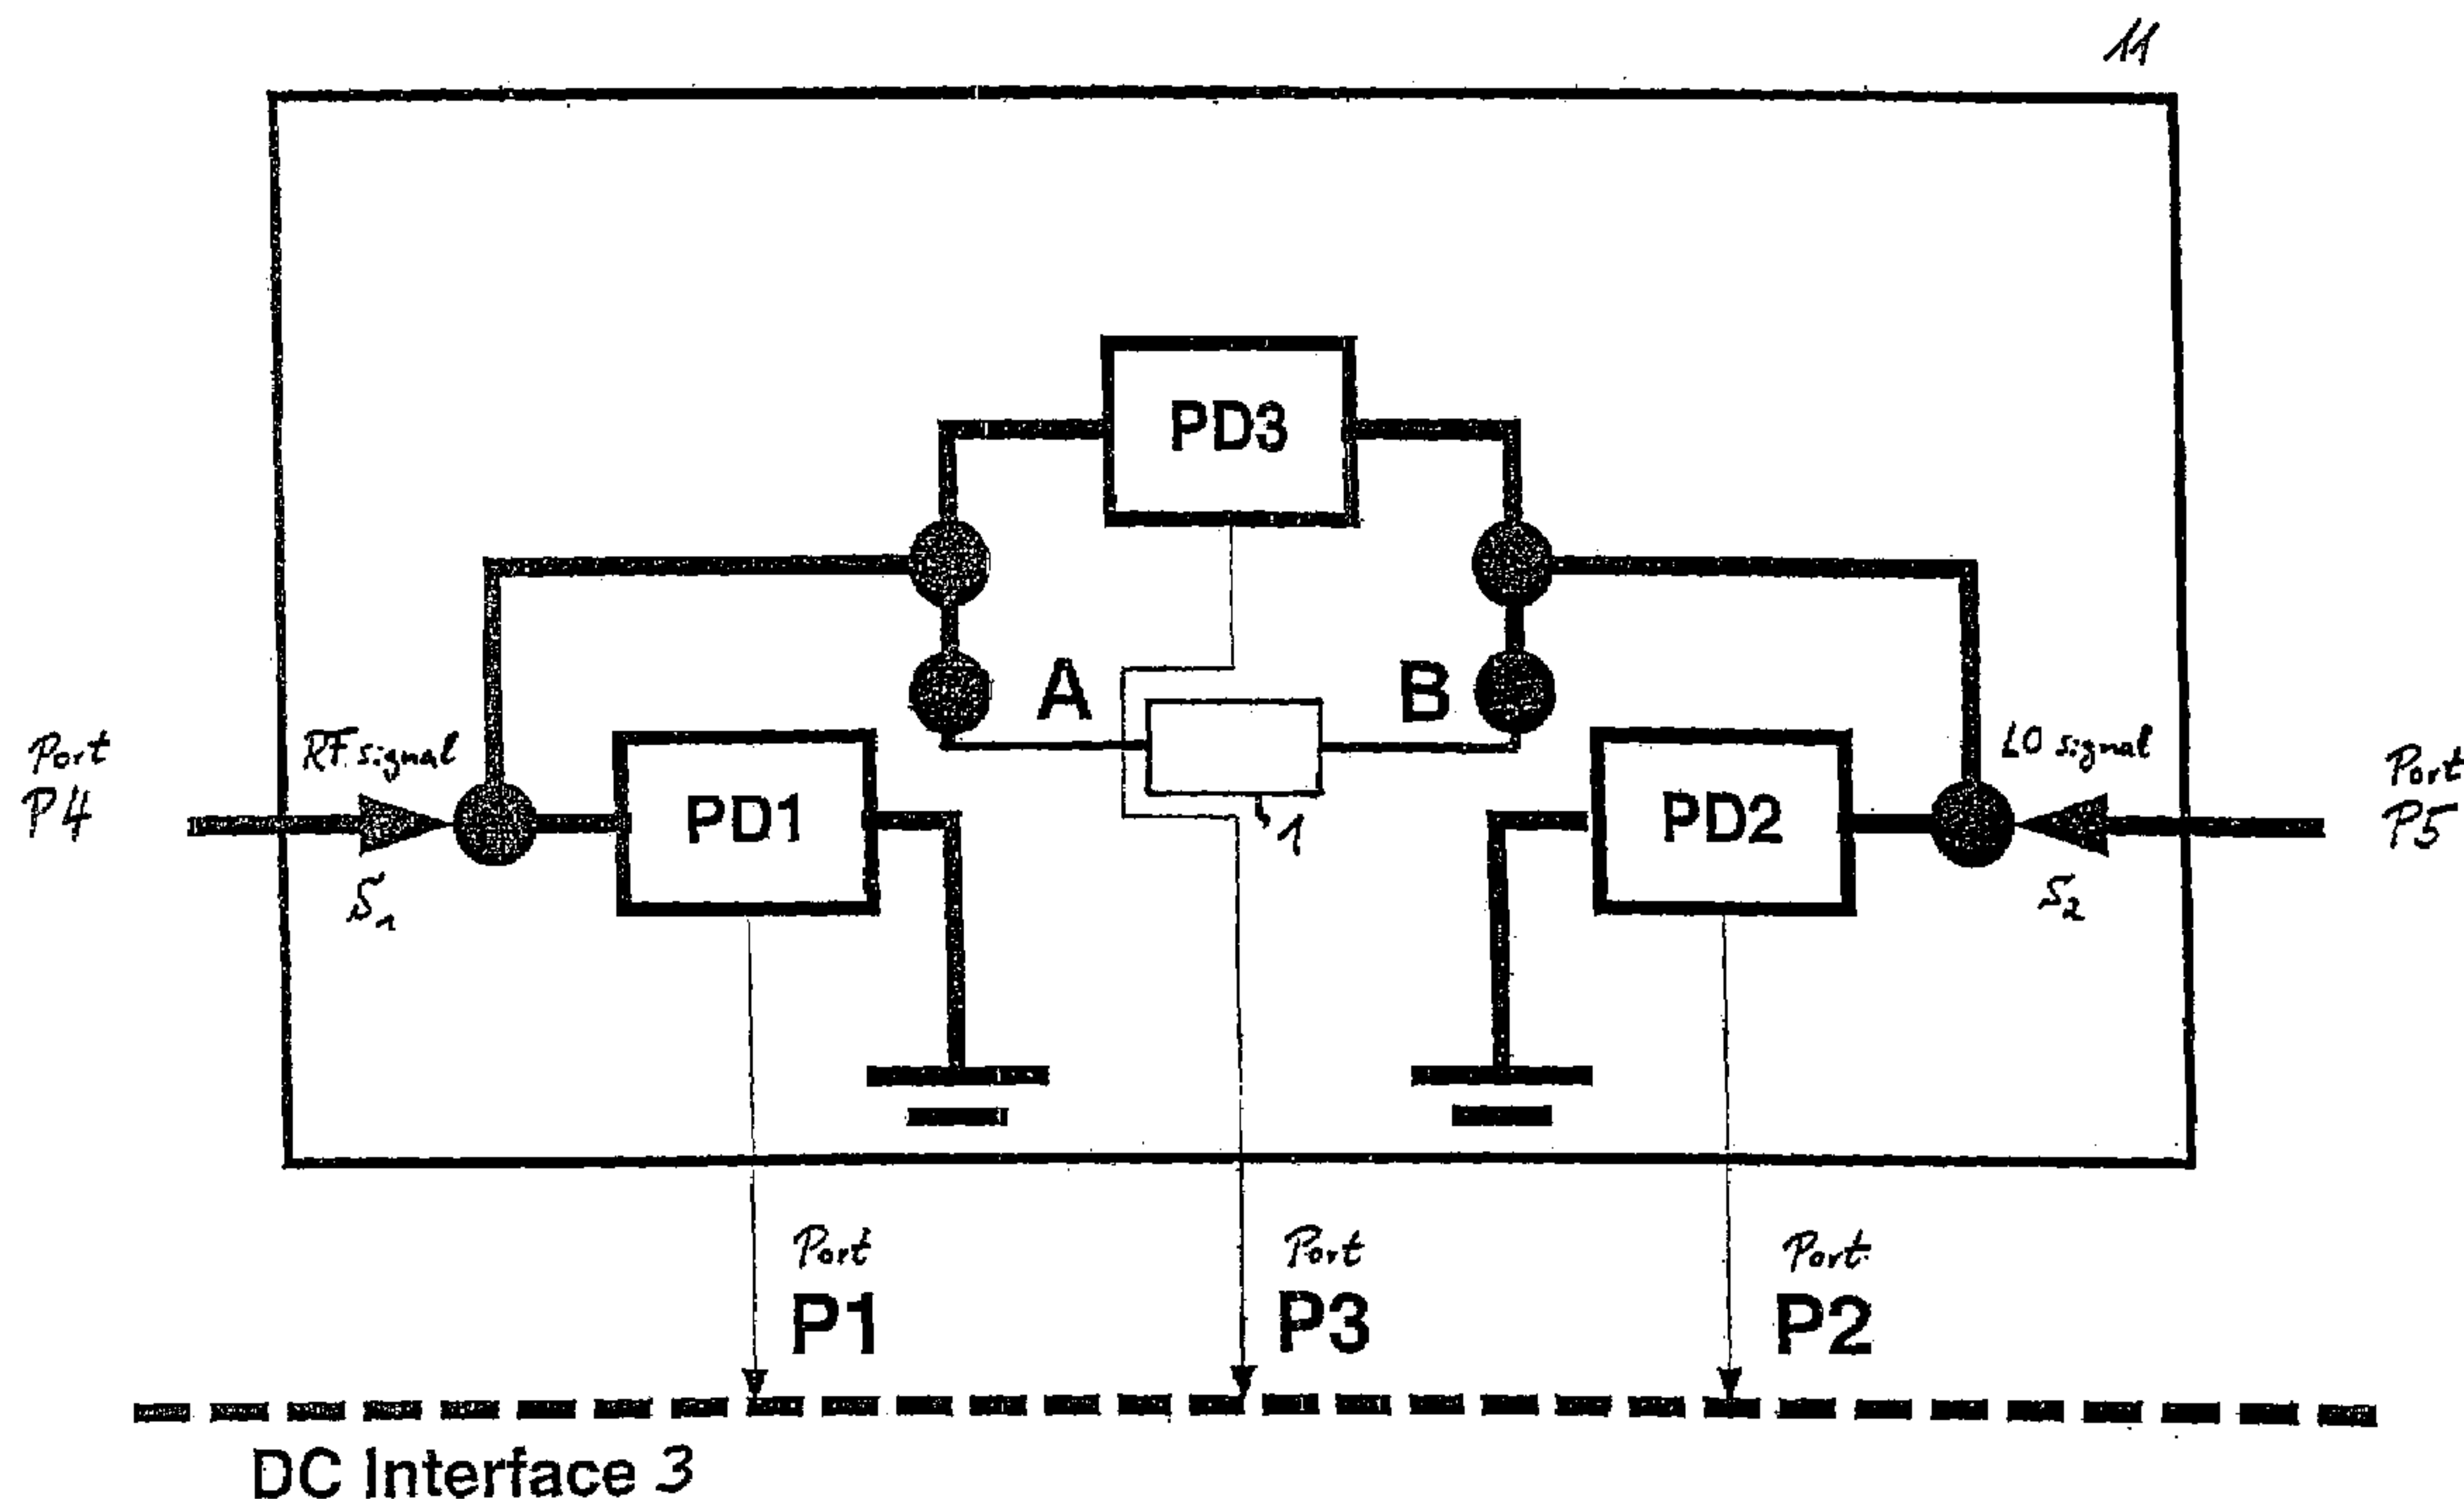 11
PD3
A
B
Port
P4
RF signal
S1
PD1
1
PD2
LO signal
S2
Port
P5
Port
P1
Port
P3
Port
P2
DC Interface 3